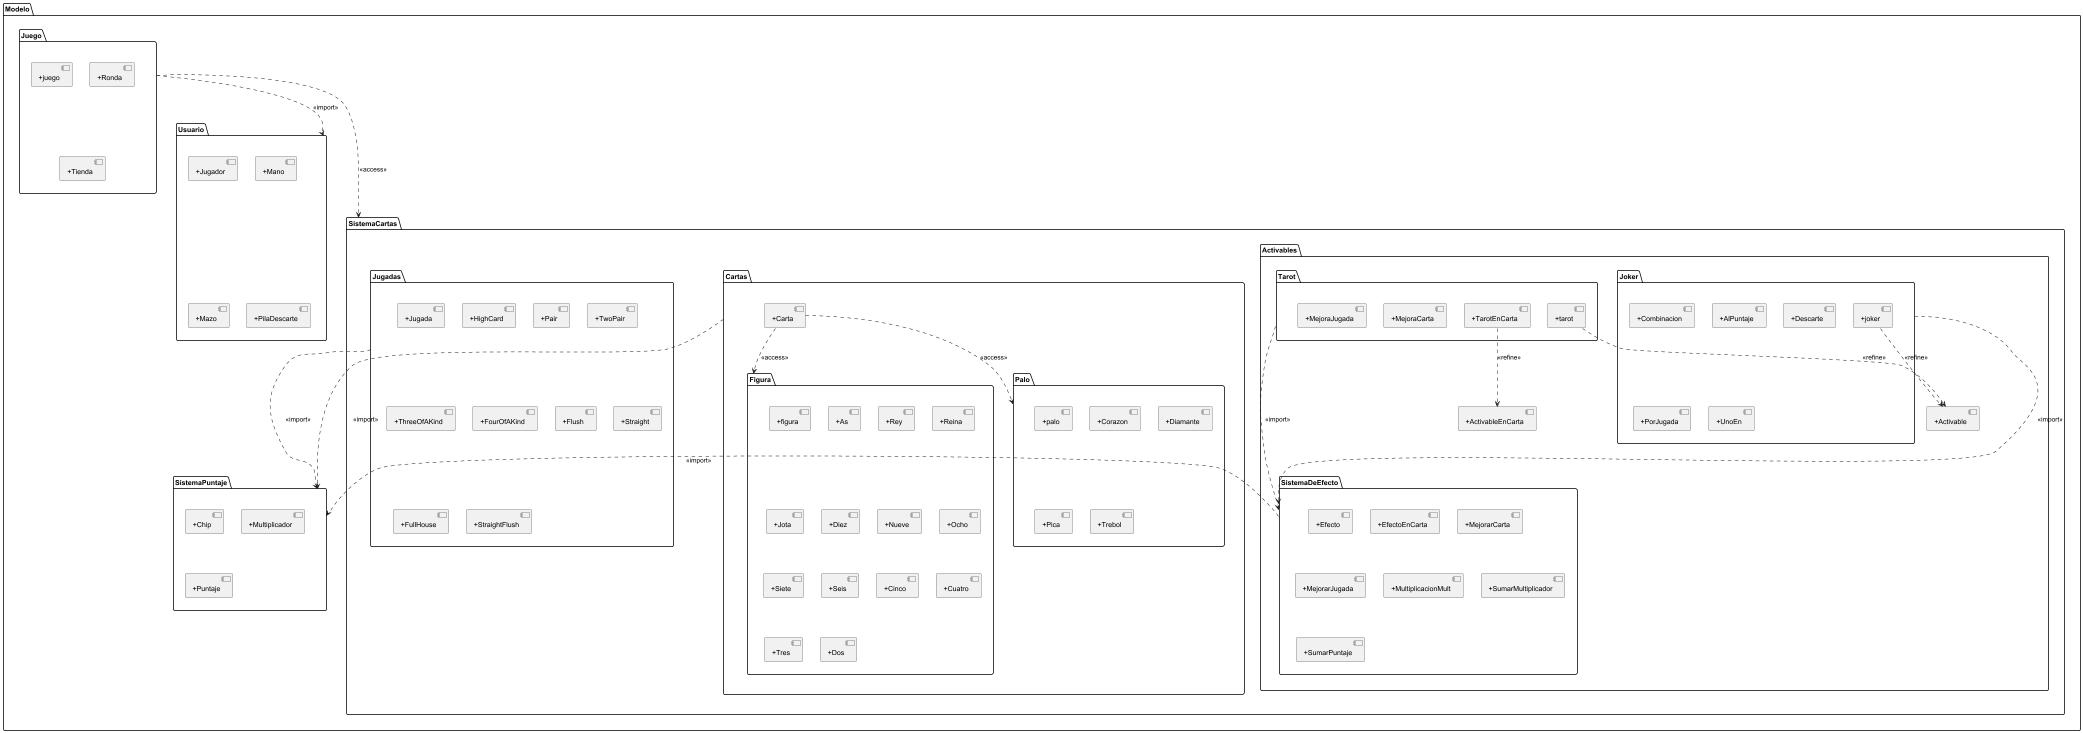 Modelo
Juego
+juego
+Ronda
+Tienda
«import»
«access»
Usuario
+Jugador
+Mano
+Mazo
+PilaDescarte
SistemaCartas
Jugadas
+Jugada
+HighCard
+Pair
+TwoPair
+ThreeOfAKind
+FourOfAKind
+Flush
+Straight
+FullHouse
+StraightFlush
«import»
«import»
Cartas
+Carta
«access»
«access»
Figura
+figura
+As
+Rey
+Reina
+Jota
+Diez
+Nueve
+Ocho
+Siete
+Seis
+Cinco
+Cuatro
+Tres
+Dos
Palo
+palo
+Corazon
+Diamante
+Pica
+Trebol
«import»
Activables
Tarot
+MejoraJugada
+MejoraCarta
+TarotEnCarta
+tarot
«refine»
«refine»
«import»
+ActivableEnCarta
Joker
+Combinacion
+AlPuntaje
+Descarte
+joker
+PorJugada
+UnoEn
«refine»
+Activable
«import»
SistemaDeEfecto
+Efecto
+EfectoEnCarta
+MejorarCarta
+MejorarJugada
+MultiplicacionMult
+SumarMultiplicador
+SumarPuntaje
SistemaPuntaje
+Chip
+Multiplicador
+Puntaje